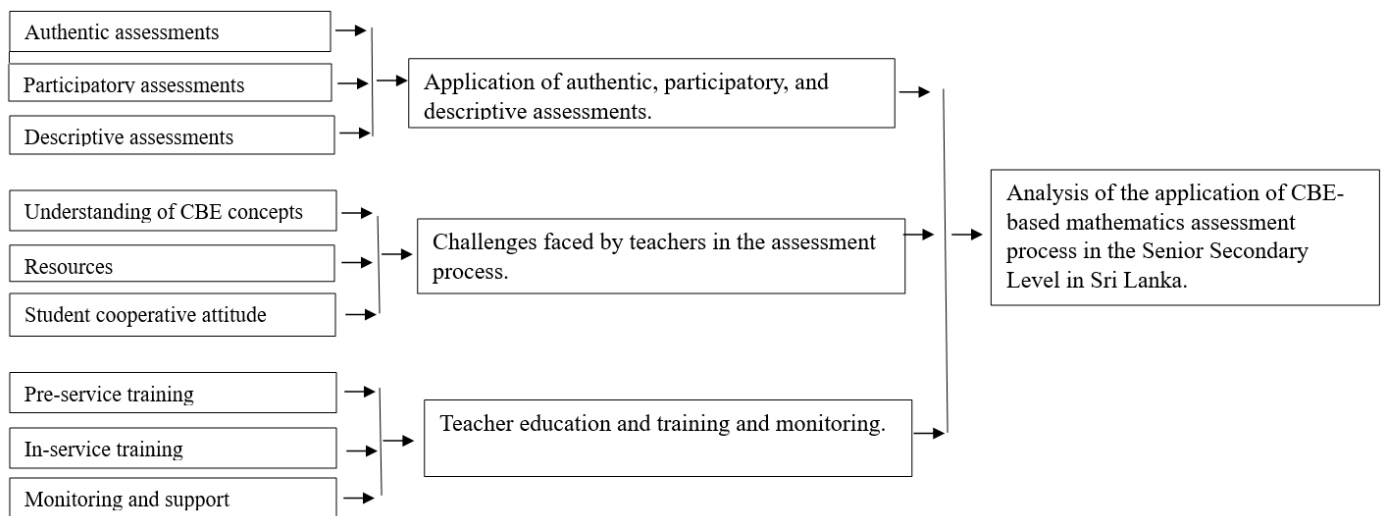 Authentic assessments
Participatory assessments
Descriptive assessments
Application of authentic, participatory, and
descriptive assessments.
Understanding of CBE concepts
Resources
Student cooperative attitude
Challenges faced by teachers in the assessment
process.
Pre-service training
In-service training
Monitoring and support
Teacher education and training and monitoring.
Analysis of the application of CBE-
based mathematics assessment
process in the Senior Secondary
Level in Sri Lanka.